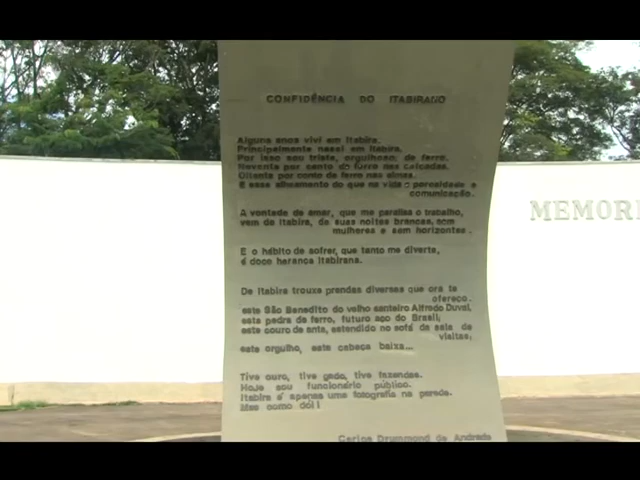 CONFIDÊNCIA DO ITABIRANO
Alguns anos vivi em Itabira.
Principalmente nasci em Itabira.
Por isso sou triste, orgulhoso: de ferro.
Noventa por cento de ferro nas calçadas.
Oitenta por cento de ferro nas almas.
E esse alheamento do que na vida é porosidade e
comunicação.
A vontade de amar, que me paralisa o trabalho,
vem de Itabira, de suas noites brancas, sem
mulheres e sem horizontes.
E o hábito de sofrer, que tanto me diverte,
é doce herança itabirana.
De Itabira trouxe prendas diversas que ora te
ofereço:
este São Benedito do velho santeiro Alfredo Duval;
esta pedra de ferro, futuro aço do Brasil;
este couro de anta, estendido no sofá da sala de
visitas;
este orgulho, esta cabeça baixa...
Tive ouro, tive gado, tive fazendas.
Hoje sou funcionário público.
Itabira é apenas uma fotografia na parede.
Mas como dói!
Carlos Drummond de Andrade
MEMORI